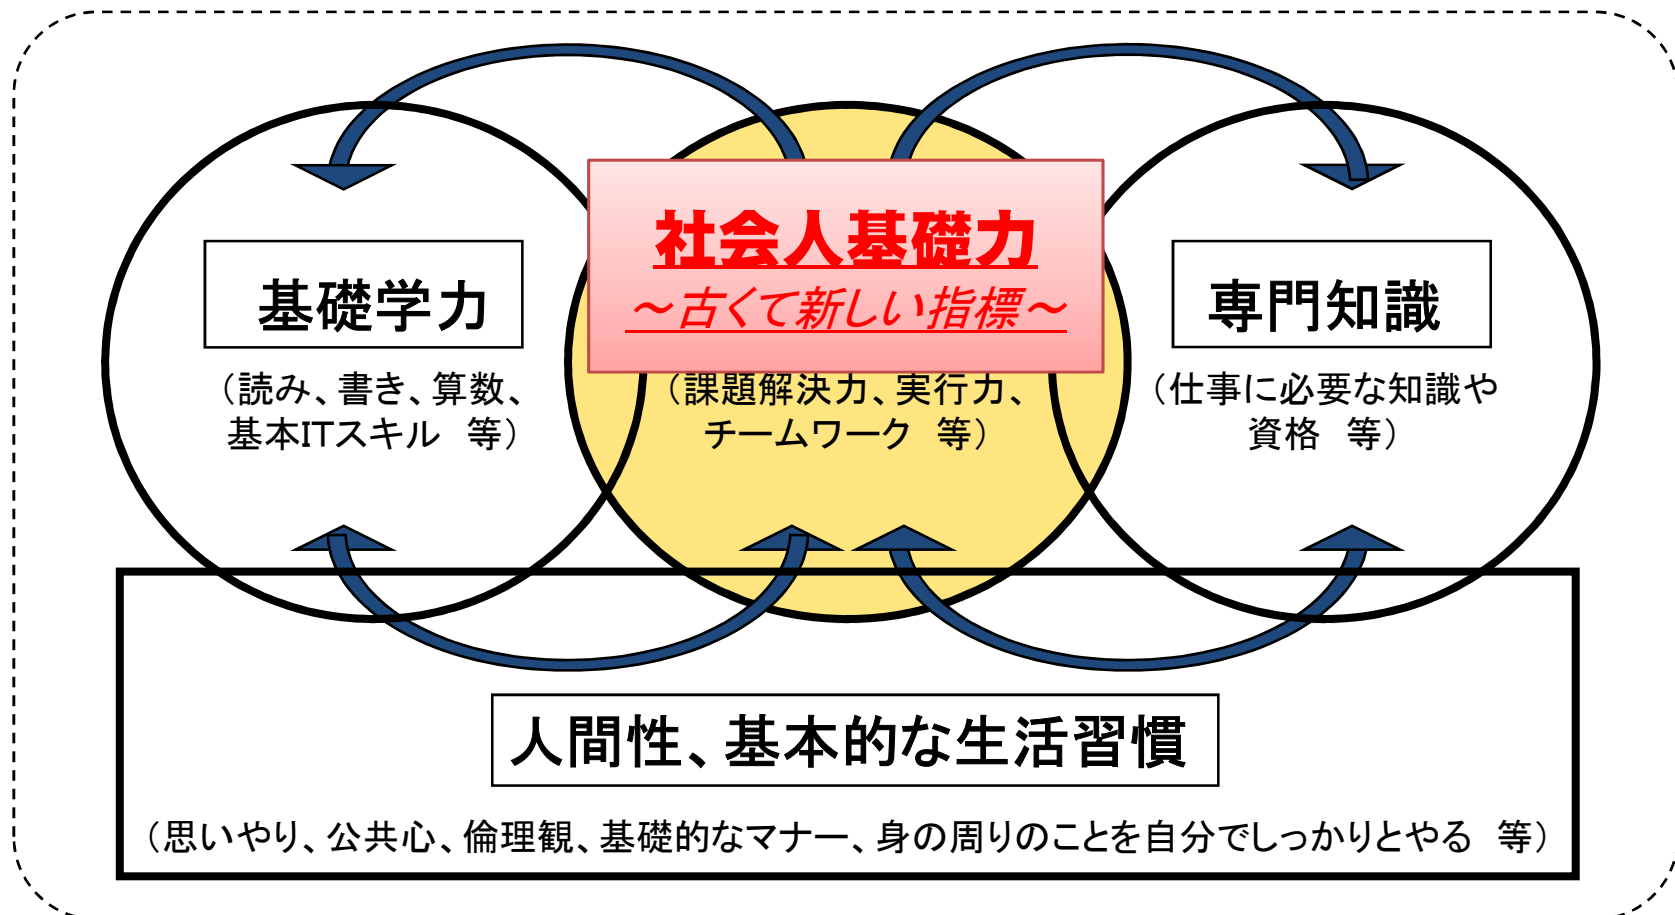 社会人基礎力
～古くて新しい指標～
基礎学力
（読み、書き、算数、
基本ITスキル　等）
（課題解決力、実行力、
チームワーク　等）
専門知識
（仕事に必要な知識や
資格　等）
人間性、基本的な生活習慣
（思いやり、公共心、倫理観、基礎的なマナー、身の周りのことを自分でしっかりとやる　等）